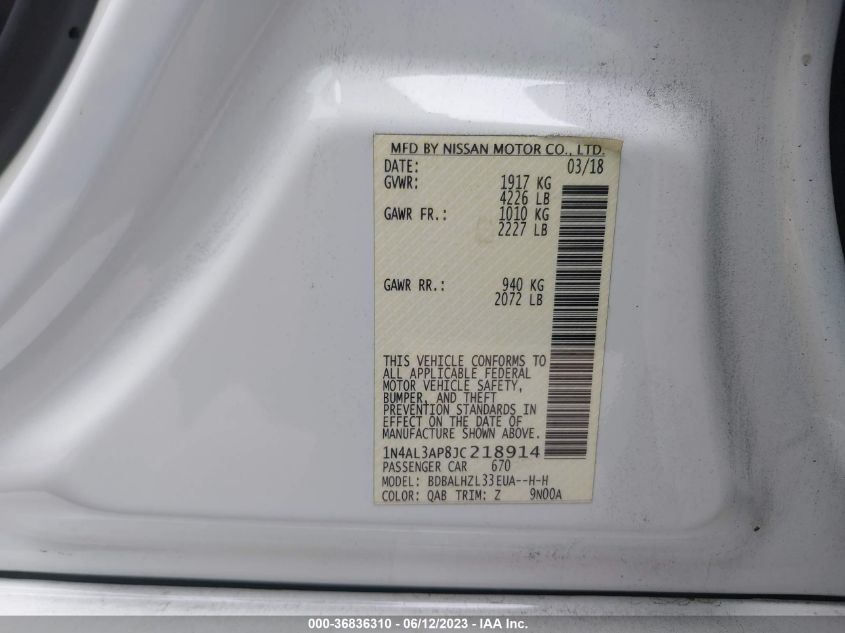 MFD BY NISSAN MOTOR CO., LTD.
DATE: 03/18
GVWR: 1917 KG
4226 LB
GAWR FR.: 1010 KG
2227 LB
GAWR RR.: 940 KG
2072 LB
THIS VEHICLE CONFORMS TO
ALL APPLICABLE FEDERAL
MOTOR VEHICLE SAFETY,
BUMPER, AND THEFT
PREVENTION STANDARDS IN
EFFECT ON THE DATE OF
MANUFACTURE SHOWN ABOVE.
1N4AL3AP8JC218914
PASSENGER CAR 670
MODEL: BDBALHZL33EUA--H-H
COLOR: QAB TRIM: Z 9N00A
000-36836310 - 06/12/2023 - IAA Inc.